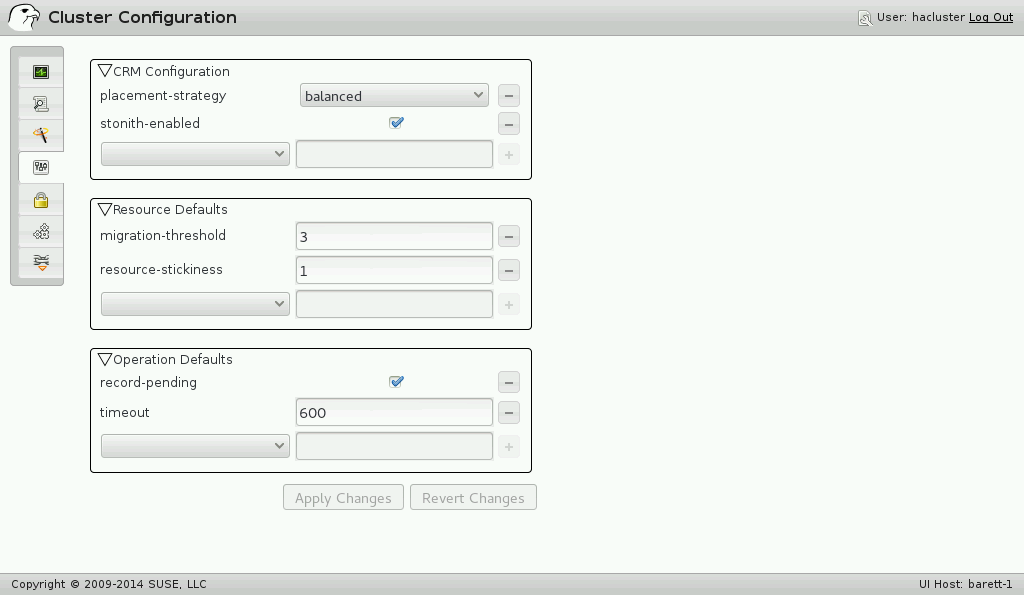 Cluster Configuration
User: hacluster Log Out
CRM Configuration
placement-strategy balanced
stonith-enabled
Resource Defaults
migration-threshold 3
resource-stickiness 1
Operation Defaults
record-pending
timeout 600
Apply Changes Revert Changes
Copyright © 2009-2014 SUSE, LLC
UI Host: barett-1